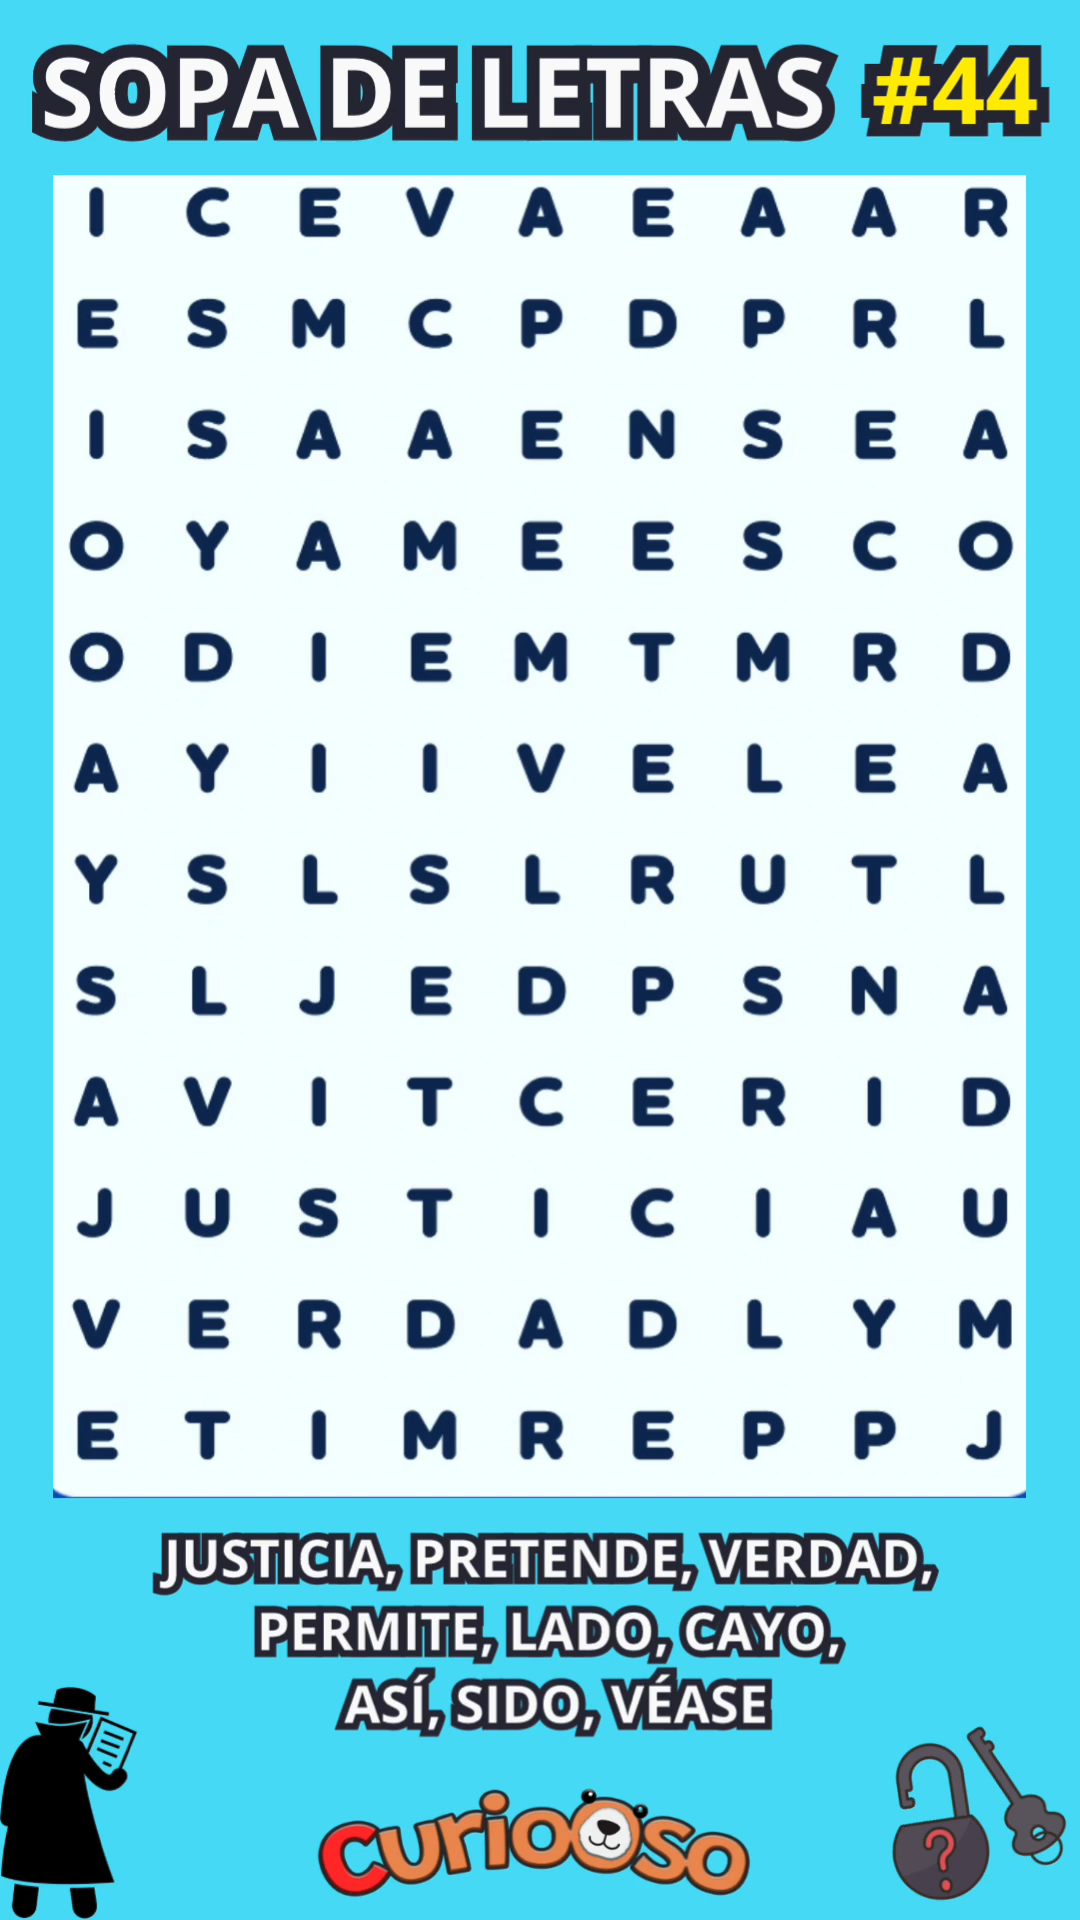 SOPA DE LETRAS #44
I C E V A E A A R
E S M C P D P R L
I S A A E N S E A
O Y A M E E S C O
O D I E M T M R D
A Y I I V E L E A
Y S L S L R U T L
S L J E D P S N A
A V I T C E R I D
J U S T I C I A U
V E R D A D L Y M
E T I M R E P P J
JUSTICIA, PRETENDE, VERDAD,
PERMITE, LADO, CAYO,
ASÍ, SIDO, VÉASE
?
Curiooso